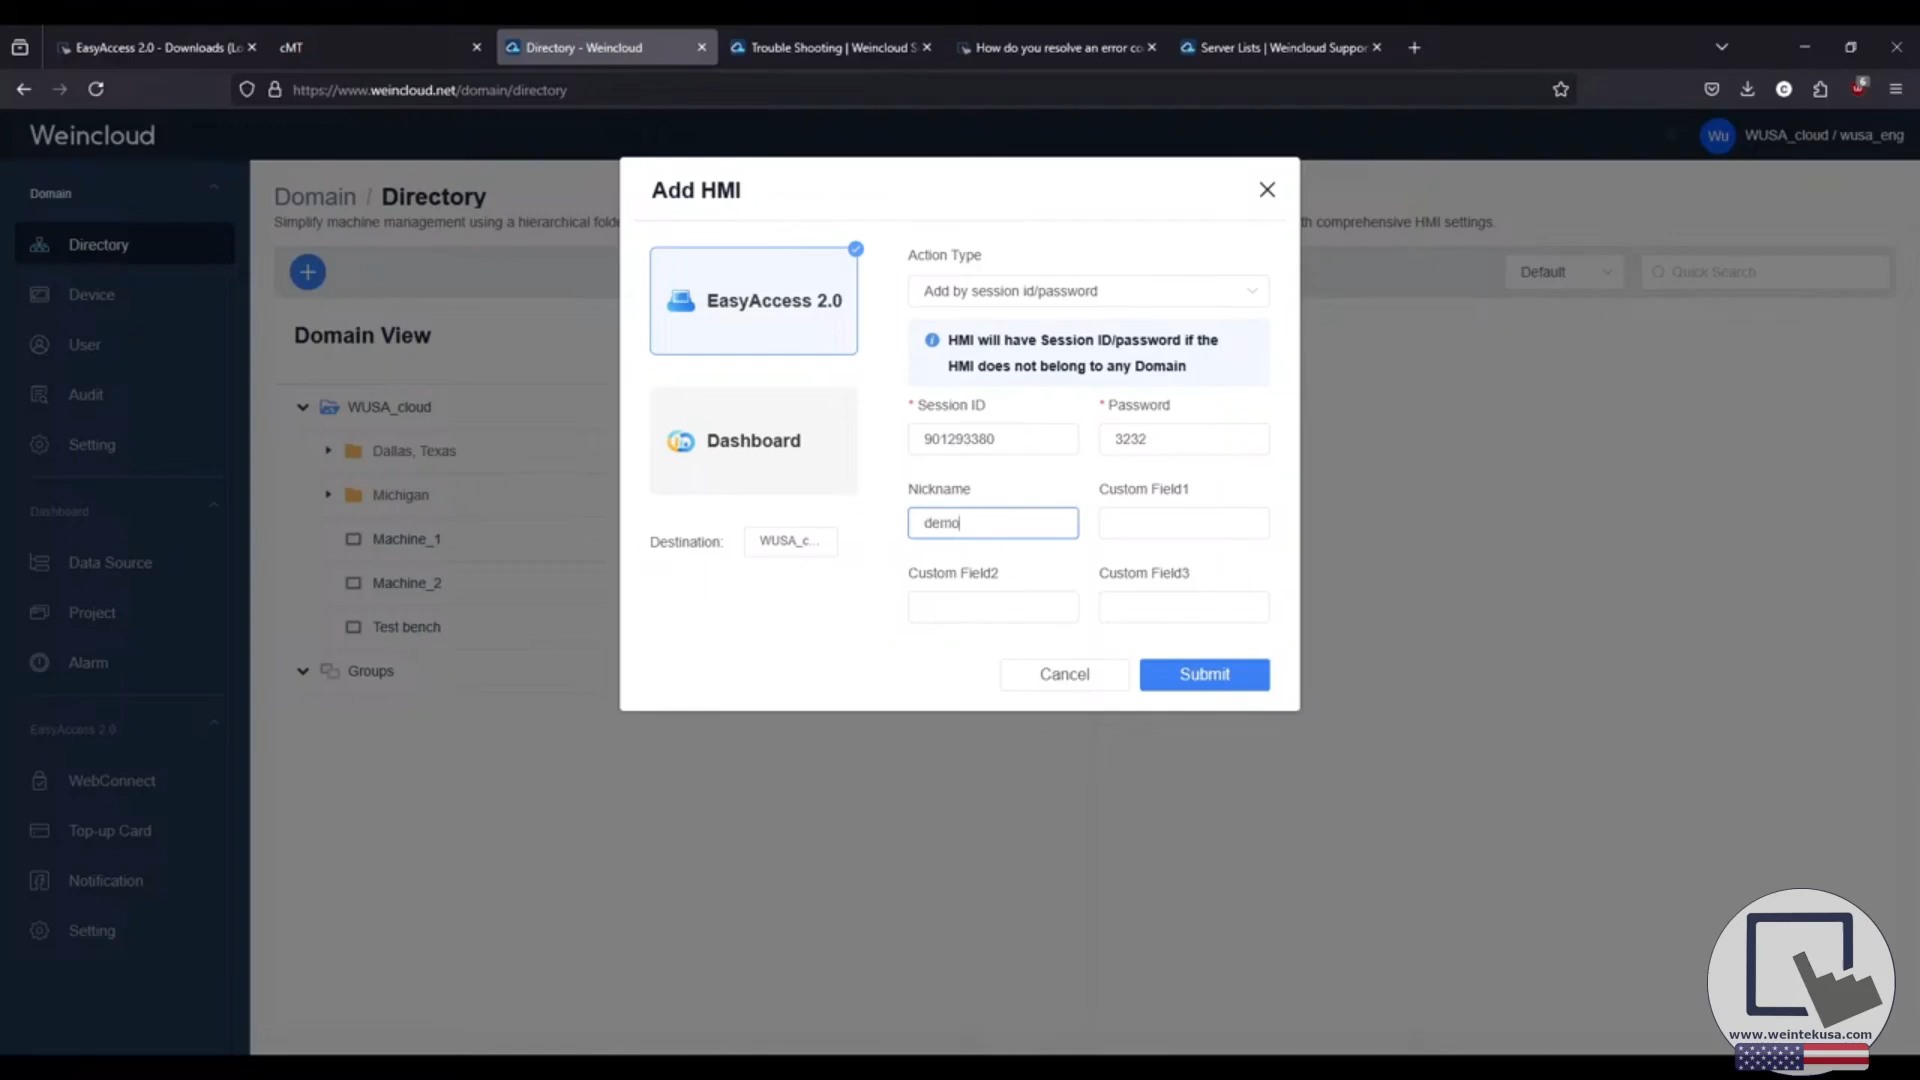 EasyAccess 2.0 - Downloads (Lo
cMT
Directory - Weincloud
Trouble Shooting | Weincloud S
How do you resolve an error co
Server Lists | Weincloud Suppor
https://www.weincloud.net/domain/directory
6
Weincloud
Wu
WUSA_cloud / wusa_eng
Domain
Directory
Device
User
Audit
Setting
Dashboard
Data Source
Project
Alarm
EasyAccess 2.0
WebConnect
Top-up Card
Notification
Setting
Domain / Directory
Simplify machine management using a hierarchical folde
th comprehensive HMI settings.
Default
Quick Search
Domain View
WUSA_cloud
Dallas, Texas
Michigan
Machine_1
Machine_2
Test bench
Groups
Add HMI
EasyAccess 2.0
Dashboard
Destination:
WUSA_c...
Action Type
Add by session id/password
HMI will have Session ID/password if the
HMI does not belong to any Domain
* Session ID
* Password
901293380
3232
Nickname
Custom Field1
demo
Custom Field2
Custom Field3
Cancel
Submit
www.weintekusa.com